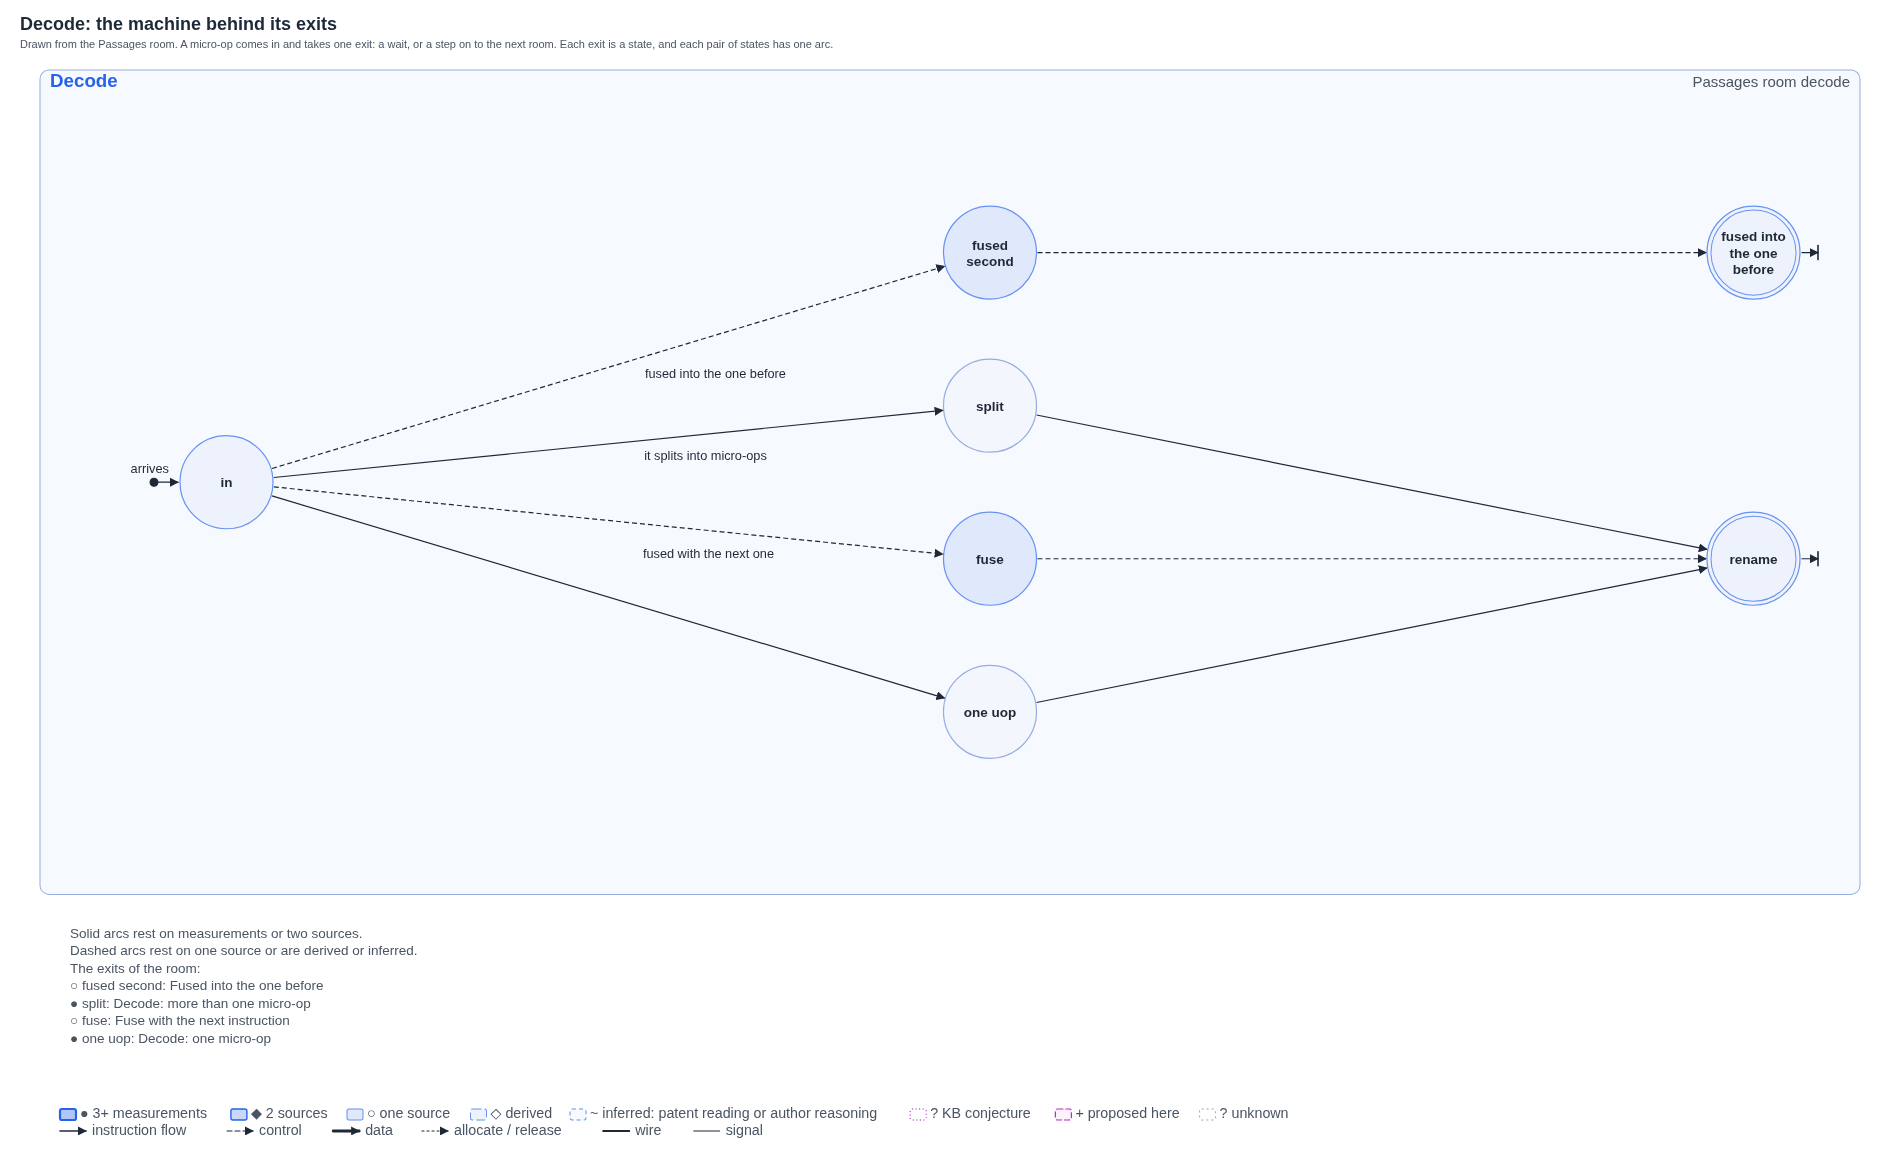 Decode: the machine behind its exits
Drawn from the Passages room. A micro-op comes in and takes one exit: a wait, or a step on to the next room. Each exit is a state, and each pair of states has one arc.
Decode
Passages room decode
fused
second
fused into
the one
before
fused into the one before
split
arrives
in
it splits into micro-ops
fused with the next one
fuse
rename
one uop
Solid arcs rest on measurements or two sources.
Dashed arcs rest on one source or are derived or inferred.
The exits of the room:
○ fused second: Fused into the one before
● split: Decode: more than one micro-op
○ fuse: Fuse with the next instruction
● one uop: Decode: one micro-op
● 3+ measurements ◆ 2 sources ○ one source ◇ derived ~ inferred: patent reading or author reasoning ? KB conjecture + proposed here ? unknown
instruction flow control data allocate / release wire signal